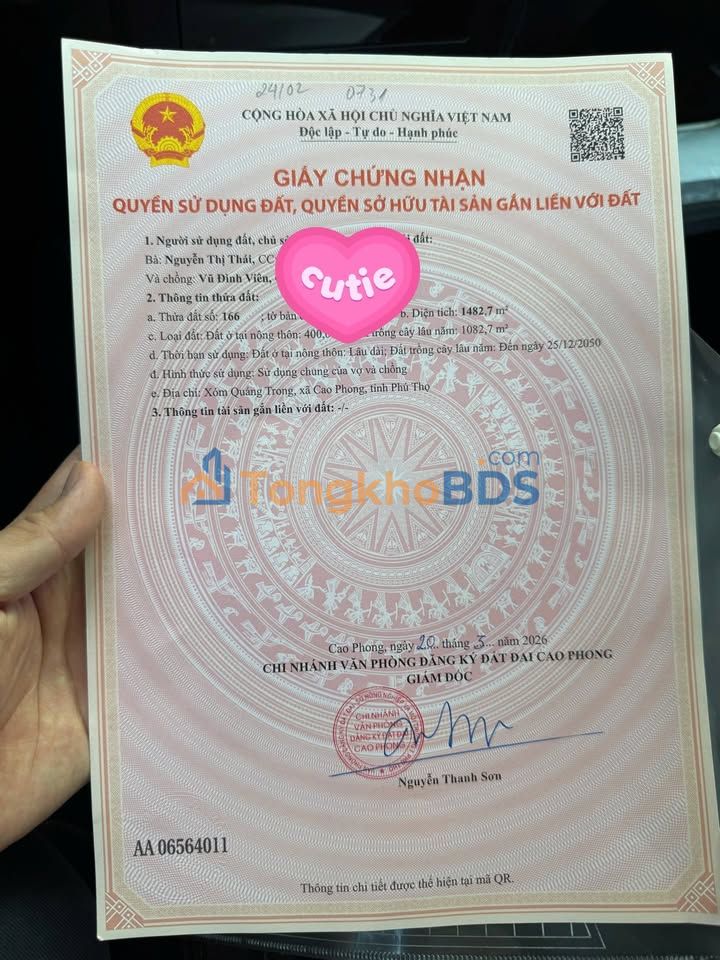 24/02 0731
CỘNG HÒA XÃ HỘI CHỦ NGHĨA VIỆT NAM
Độc lập - Tự do - Hạnh phúc
GIẤY CHỨNG NHẬN
QUYỀN SỬ DỤNG ĐẤT, QUYỀN SỞ HỮU TÀI SẢN GẮN LIỀN VỚI ĐẤT
1. Người sử dụng đất, chủ đất:
Bà: Nguyễn Thị Thái, CC
cutie
Và chồng: Vũ Đình Viên,
2. Thông tin thửa đất:
a. Thửa đất số: 166 ; tờ bản b. Diện tích: 1482,7 m²
c. Loại đất: Đất ở tại nông thôn: 400, trồng cây lâu năm: 1082,7 m²
d. Thời hạn sử dụng: Đất ở tại nông thôn: Lâu dài; Đất trồng cây lâu năm: Đến ngày 25/12/2050
đ. Hình thức sử dụng: Sử dụng chung của vợ và chồng
e. Địa chỉ: Xóm Quảng Trong, xã Cao Phong, tỉnh Phú Thọ
3. Thông tin tài sản gắn liền với đất: -/-
TongkhoBDS.com
Cao Phong, ngày 20 tháng 3 năm 2026
CHI NHÁNH VĂN PHÒNG ĐĂNG KÝ ĐẤT ĐAI CAO PHONG
GIÁM ĐỐC
CHI NHÁNH
VĂN PHÒNG
ĐĂNG KÝ ĐẤT ĐAI
CAO PHONG
Nguyễn Thanh Sơn
AA 06564011
Thông tin chi tiết được thể hiện tại mã QR.